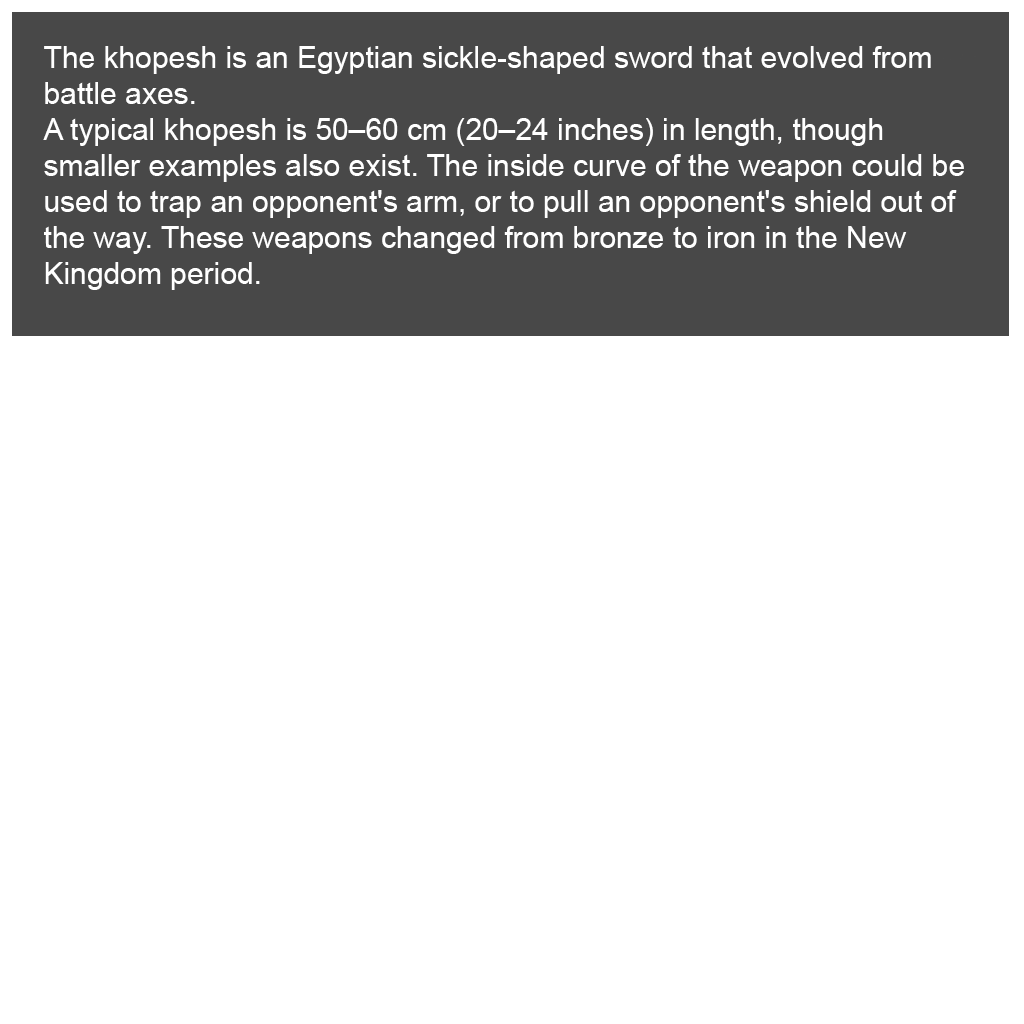 The khopesh is an Egyptian sickle-shaped sword that evolved from
battle axes.
A typical khopesh is 50–60 cm (20–24 inches) in length, though
smaller examples also exist. The inside curve of the weapon could be
used to trap an opponent's arm, or to pull an opponent's shield out of
the way. These weapons changed from bronze to iron in the New
Kingdom period.